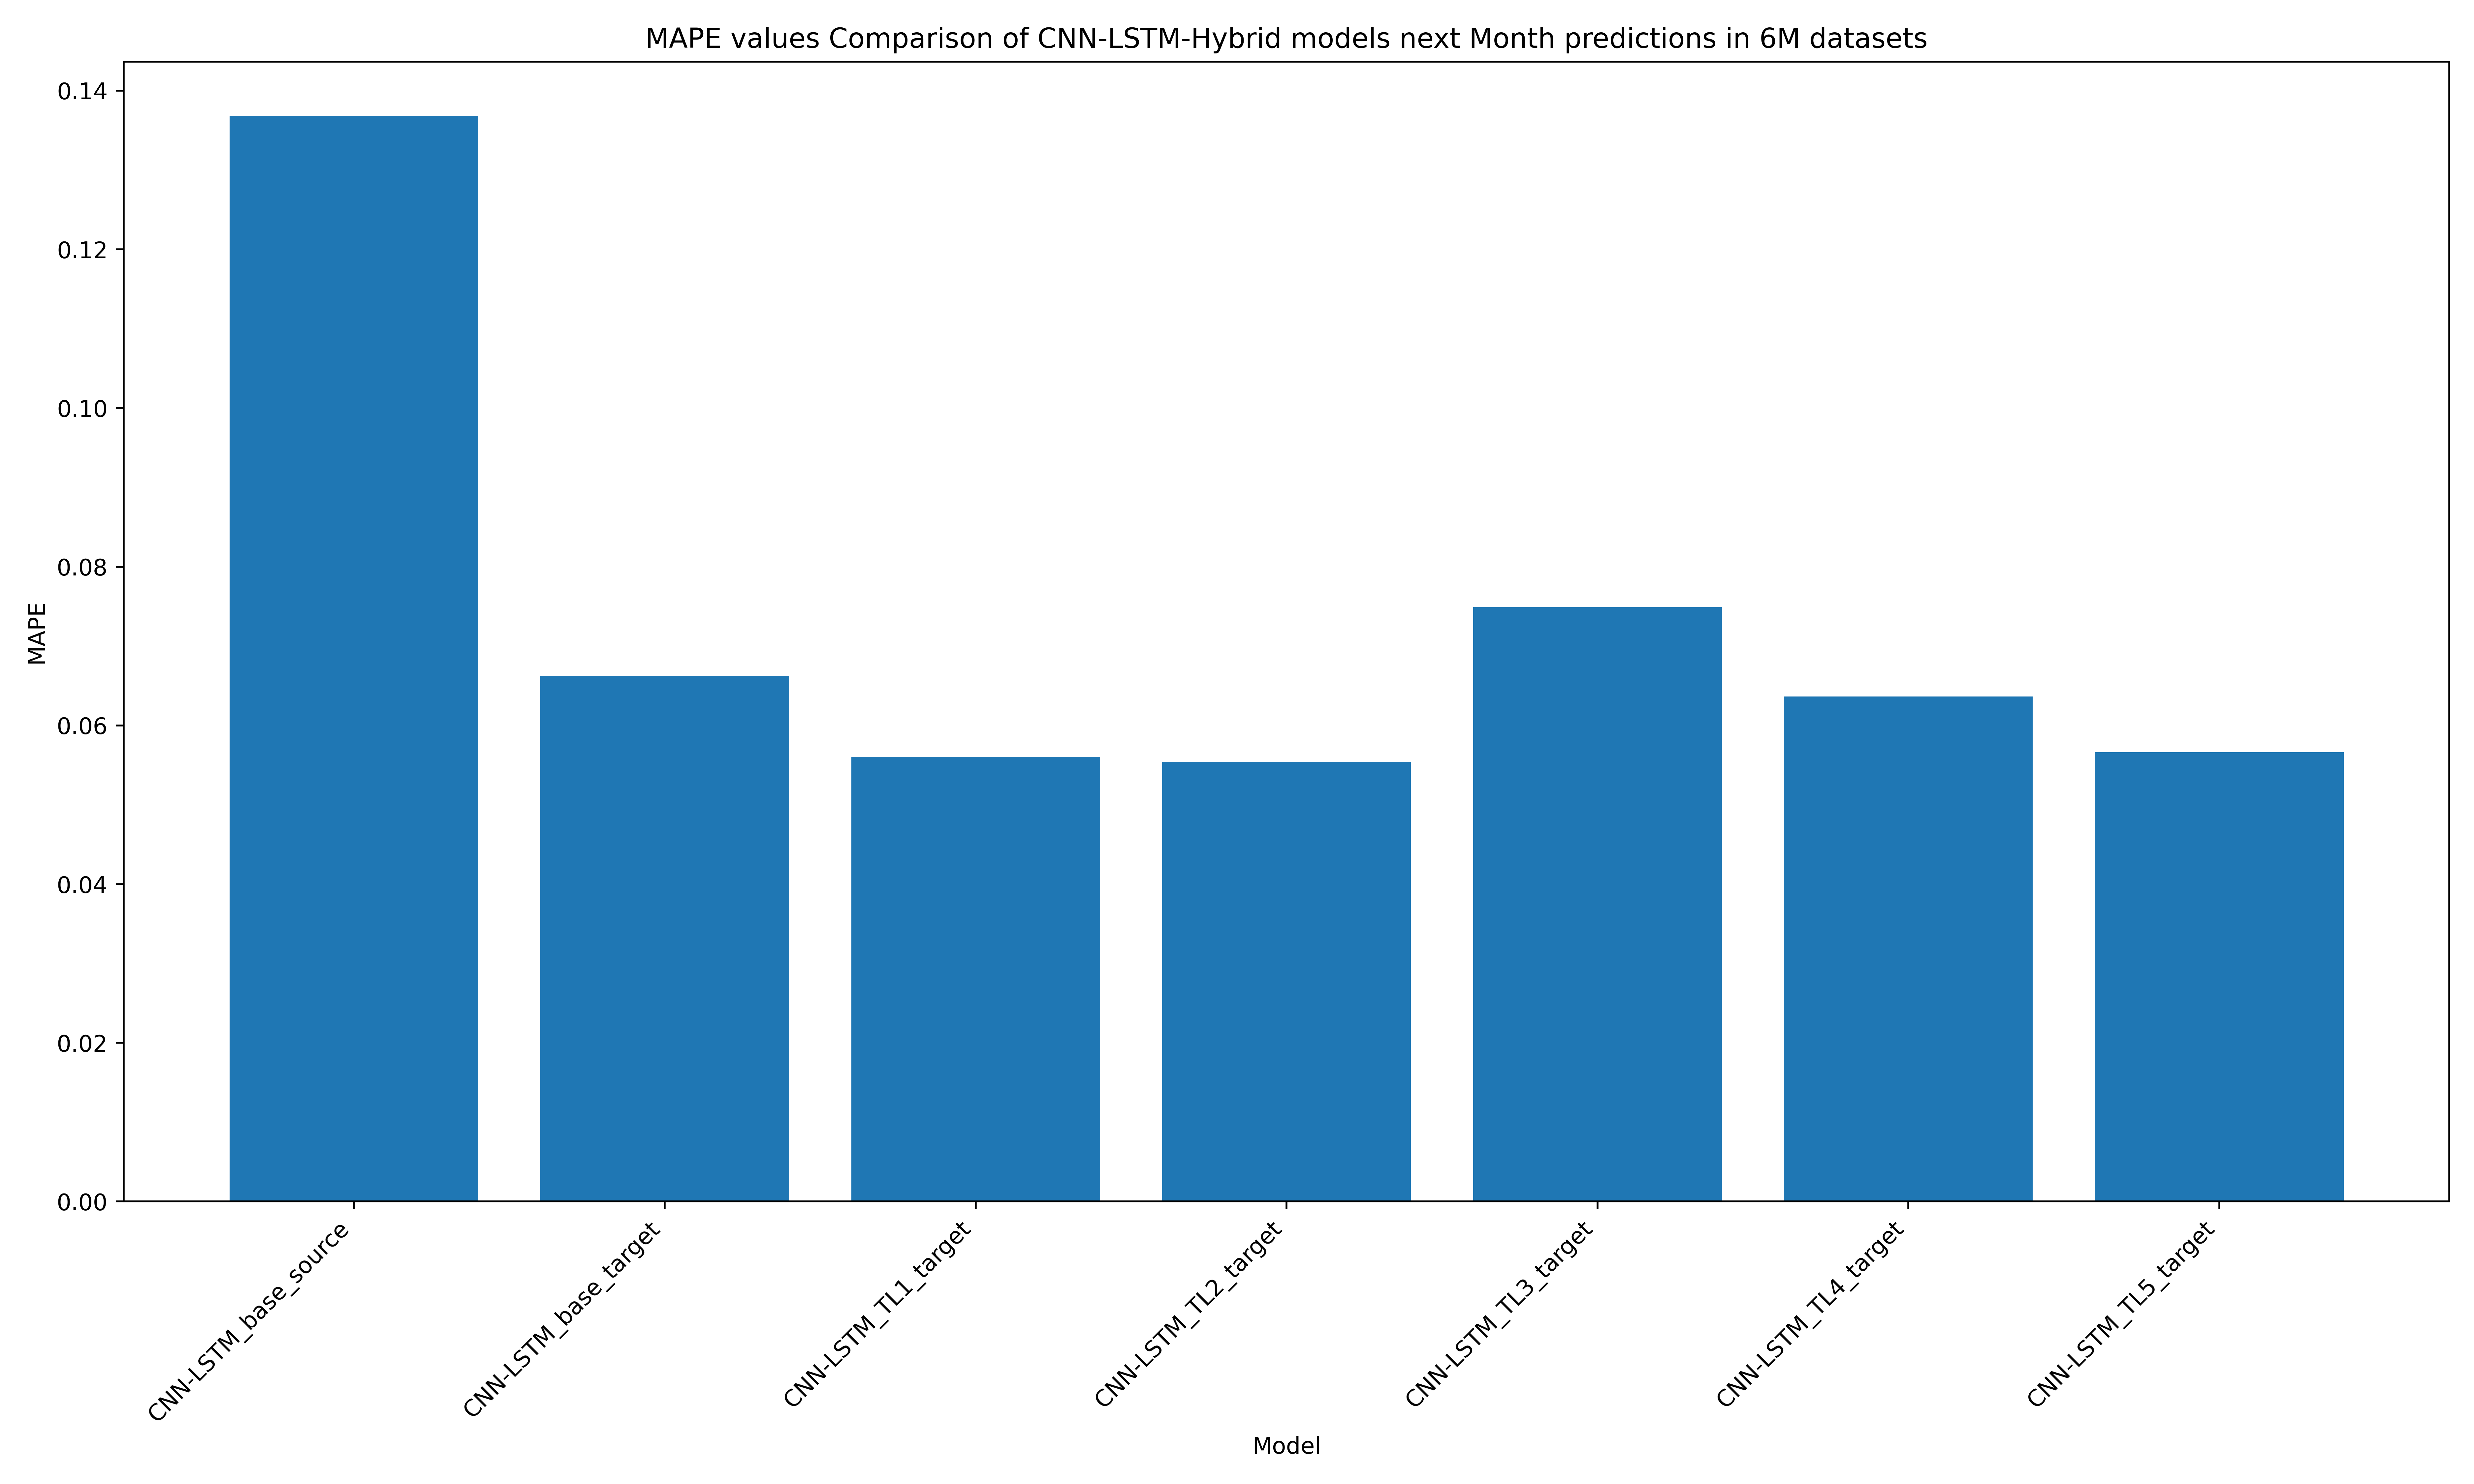 MAPE values Comparison of CNN-LSTM-Hybrid models next Month predictions in 6M datasets
0.14
0.12
0.10
0.08
0.06
0.04
0.02
0.00
MAPE
CNN-LSTM_base_source
CNN-LSTM_base_target
CNN-LSTM_TL1_target
CNN-LSTM_TL2_target
CNN-LSTM_TL3_target
CNN-LSTM_TL4_target
CNN-LSTM_TL5_target
Model